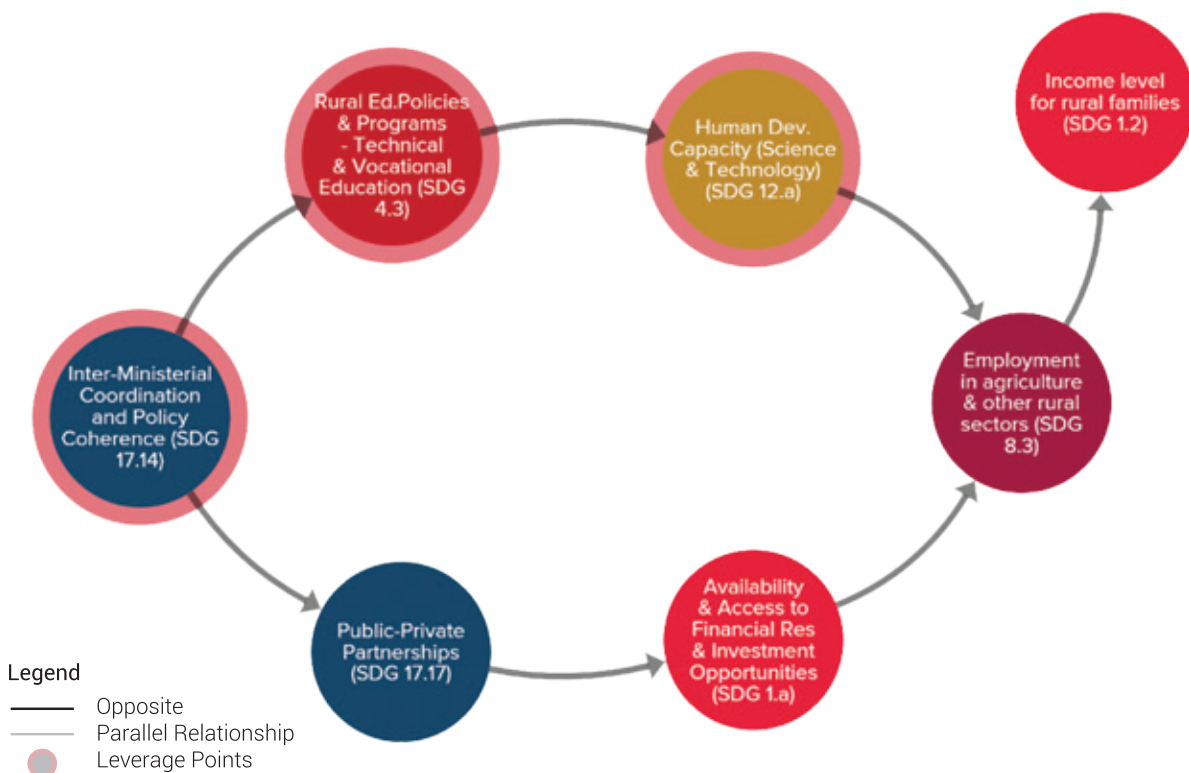 Rural Ed.Policies
& Programs
- Technical
& Vocational
Education (SDG
4.3)
Human Dev.
Capacity (Science
& Technology)
(SDG 12.a)
Income level
for rural families
(SDG 1.2)
Inter-Ministerial
Coordination
and Policy
Coherence (SDG
17.14)
Employment
in agriculture
& other rural
sectors (SDG
8.3)
Public-Private
Partnerships
(SDG 17.17)
Availability
& Access to
Financial Res
& Investment
Opportunities
(SDG 1.a)
Legend
Opposite
Parallel Relationship
Leverage Points